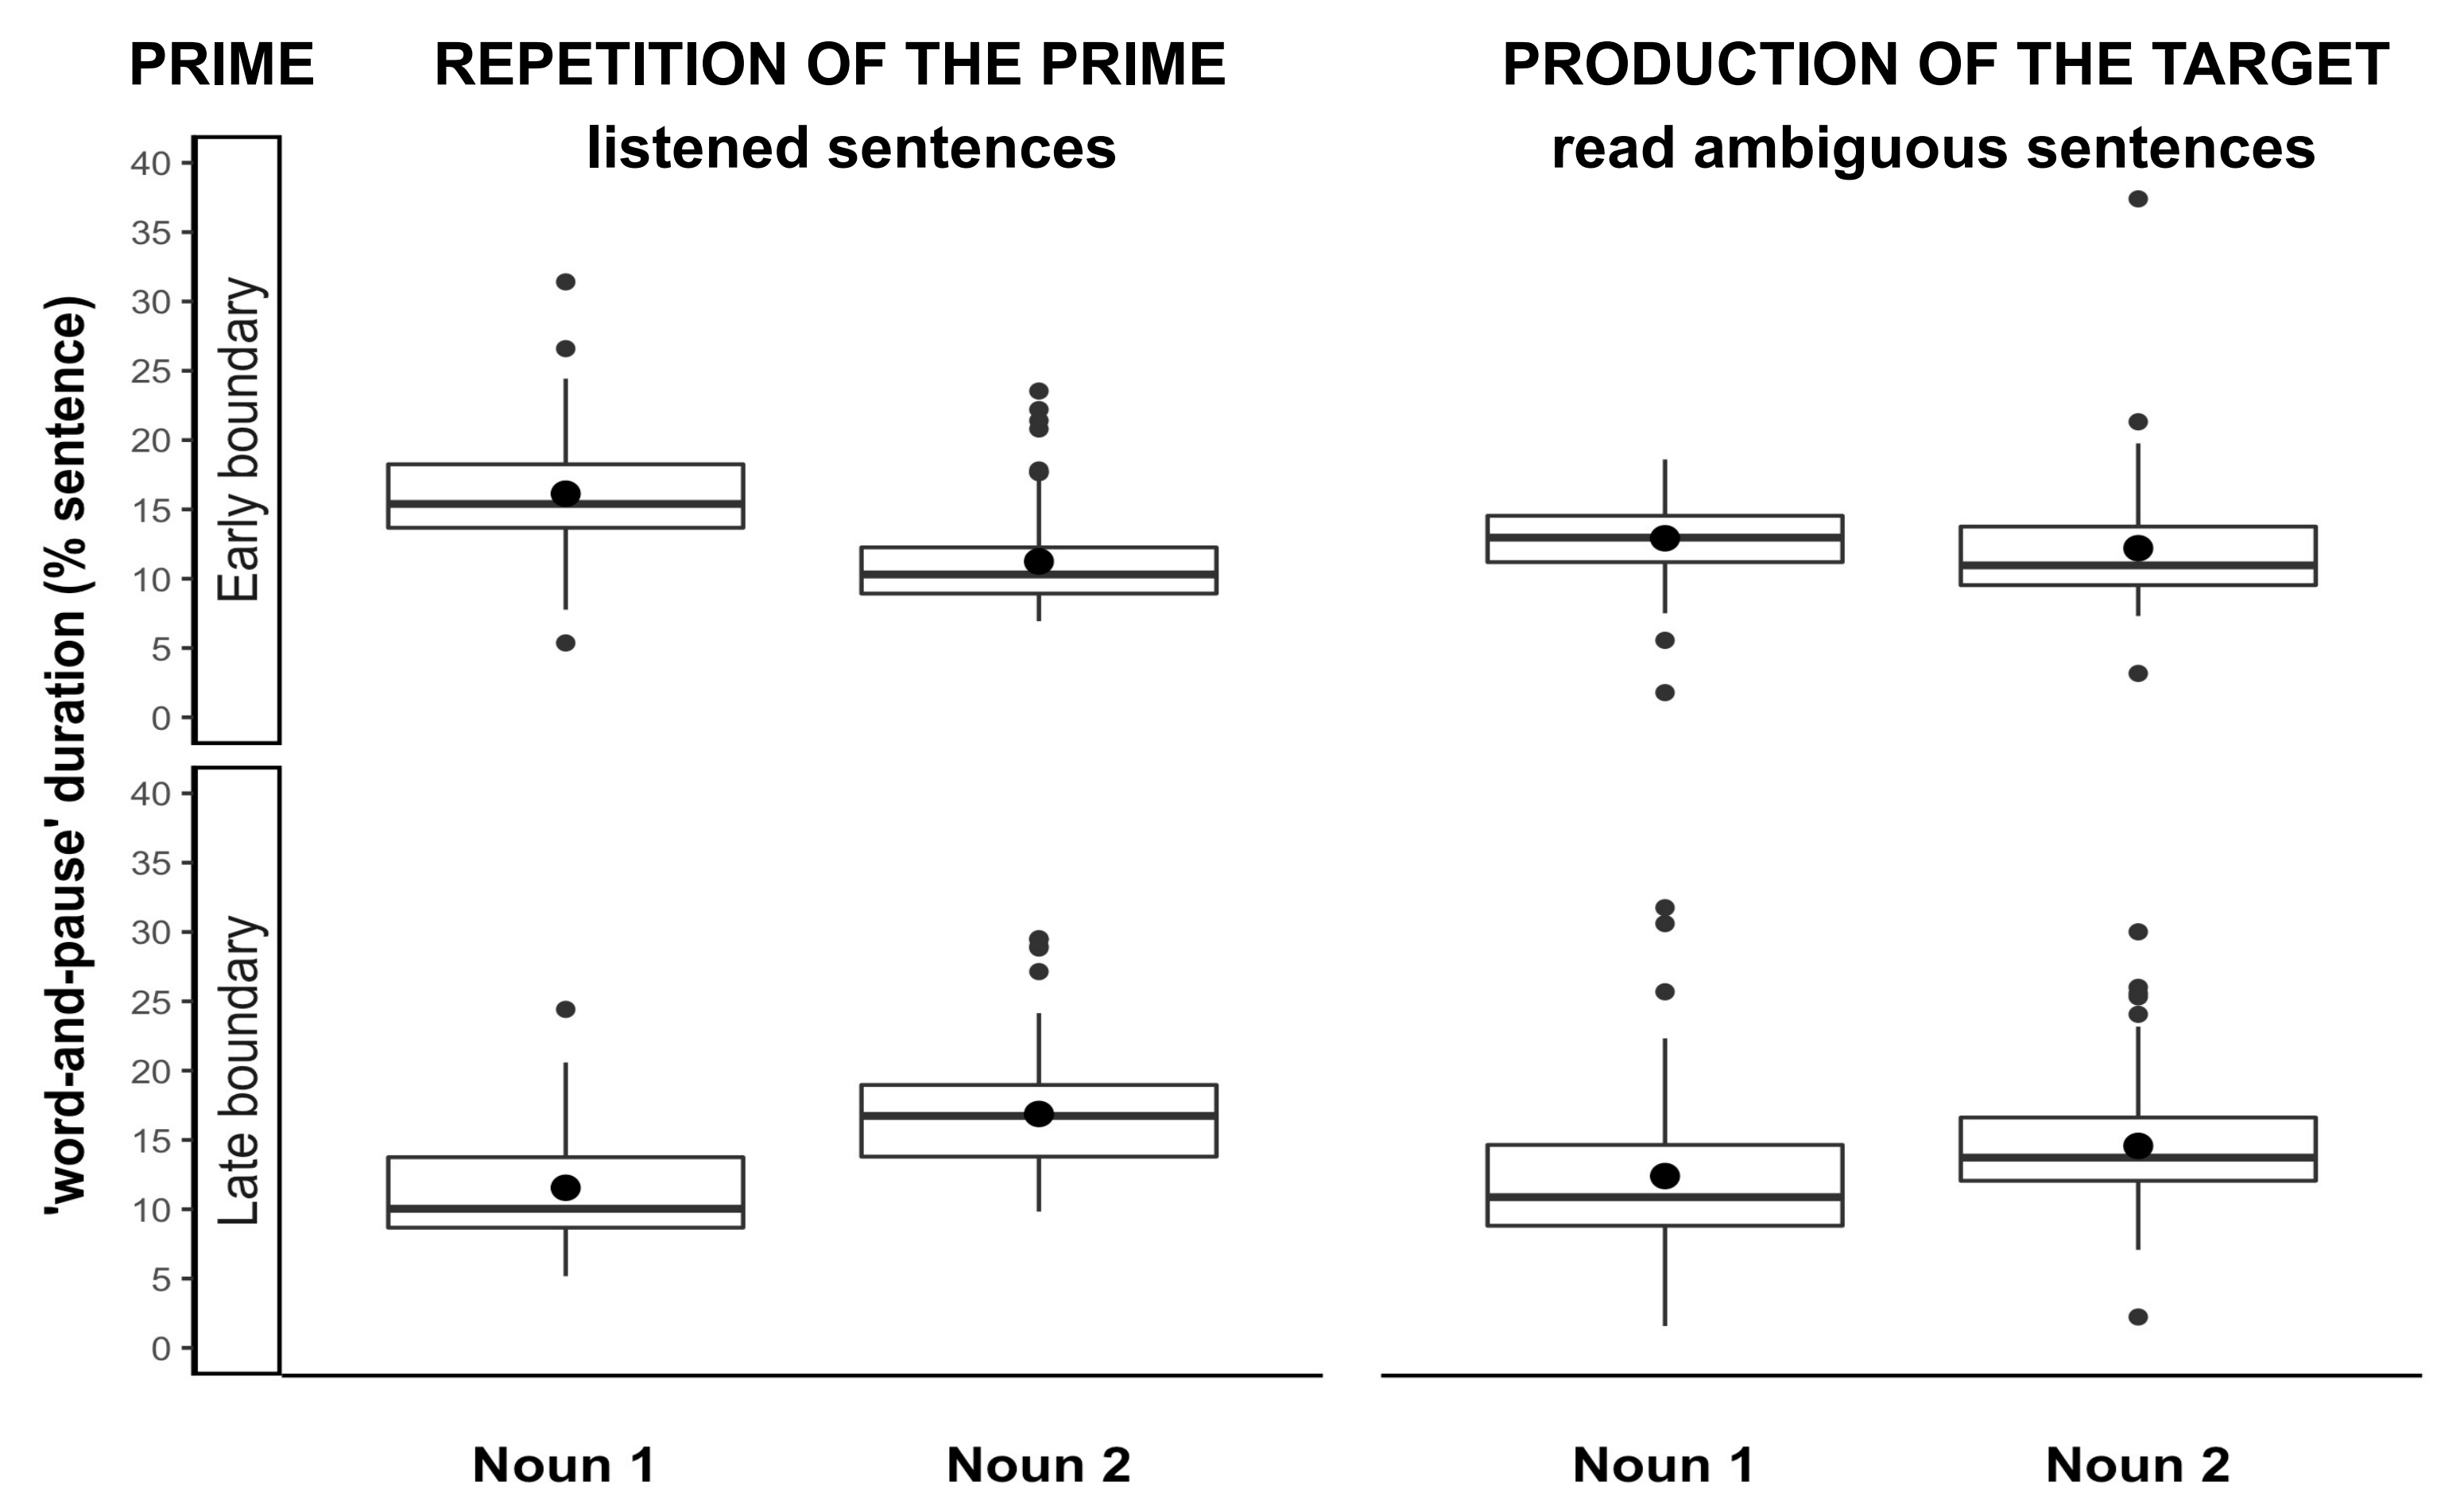 PRIME
REPETITION OF THE PRIME
listened sentences
PRODUCTION OF THE TARGET
read ambiguous sentences
'word-and-pause' duration (% sentence)
40
35
30
25
20
15
10
5
0
Early boundary
40
35
30
25
20
15
10
5
0
Late boundary
Noun 1
Noun 2
Noun 1
Noun 2